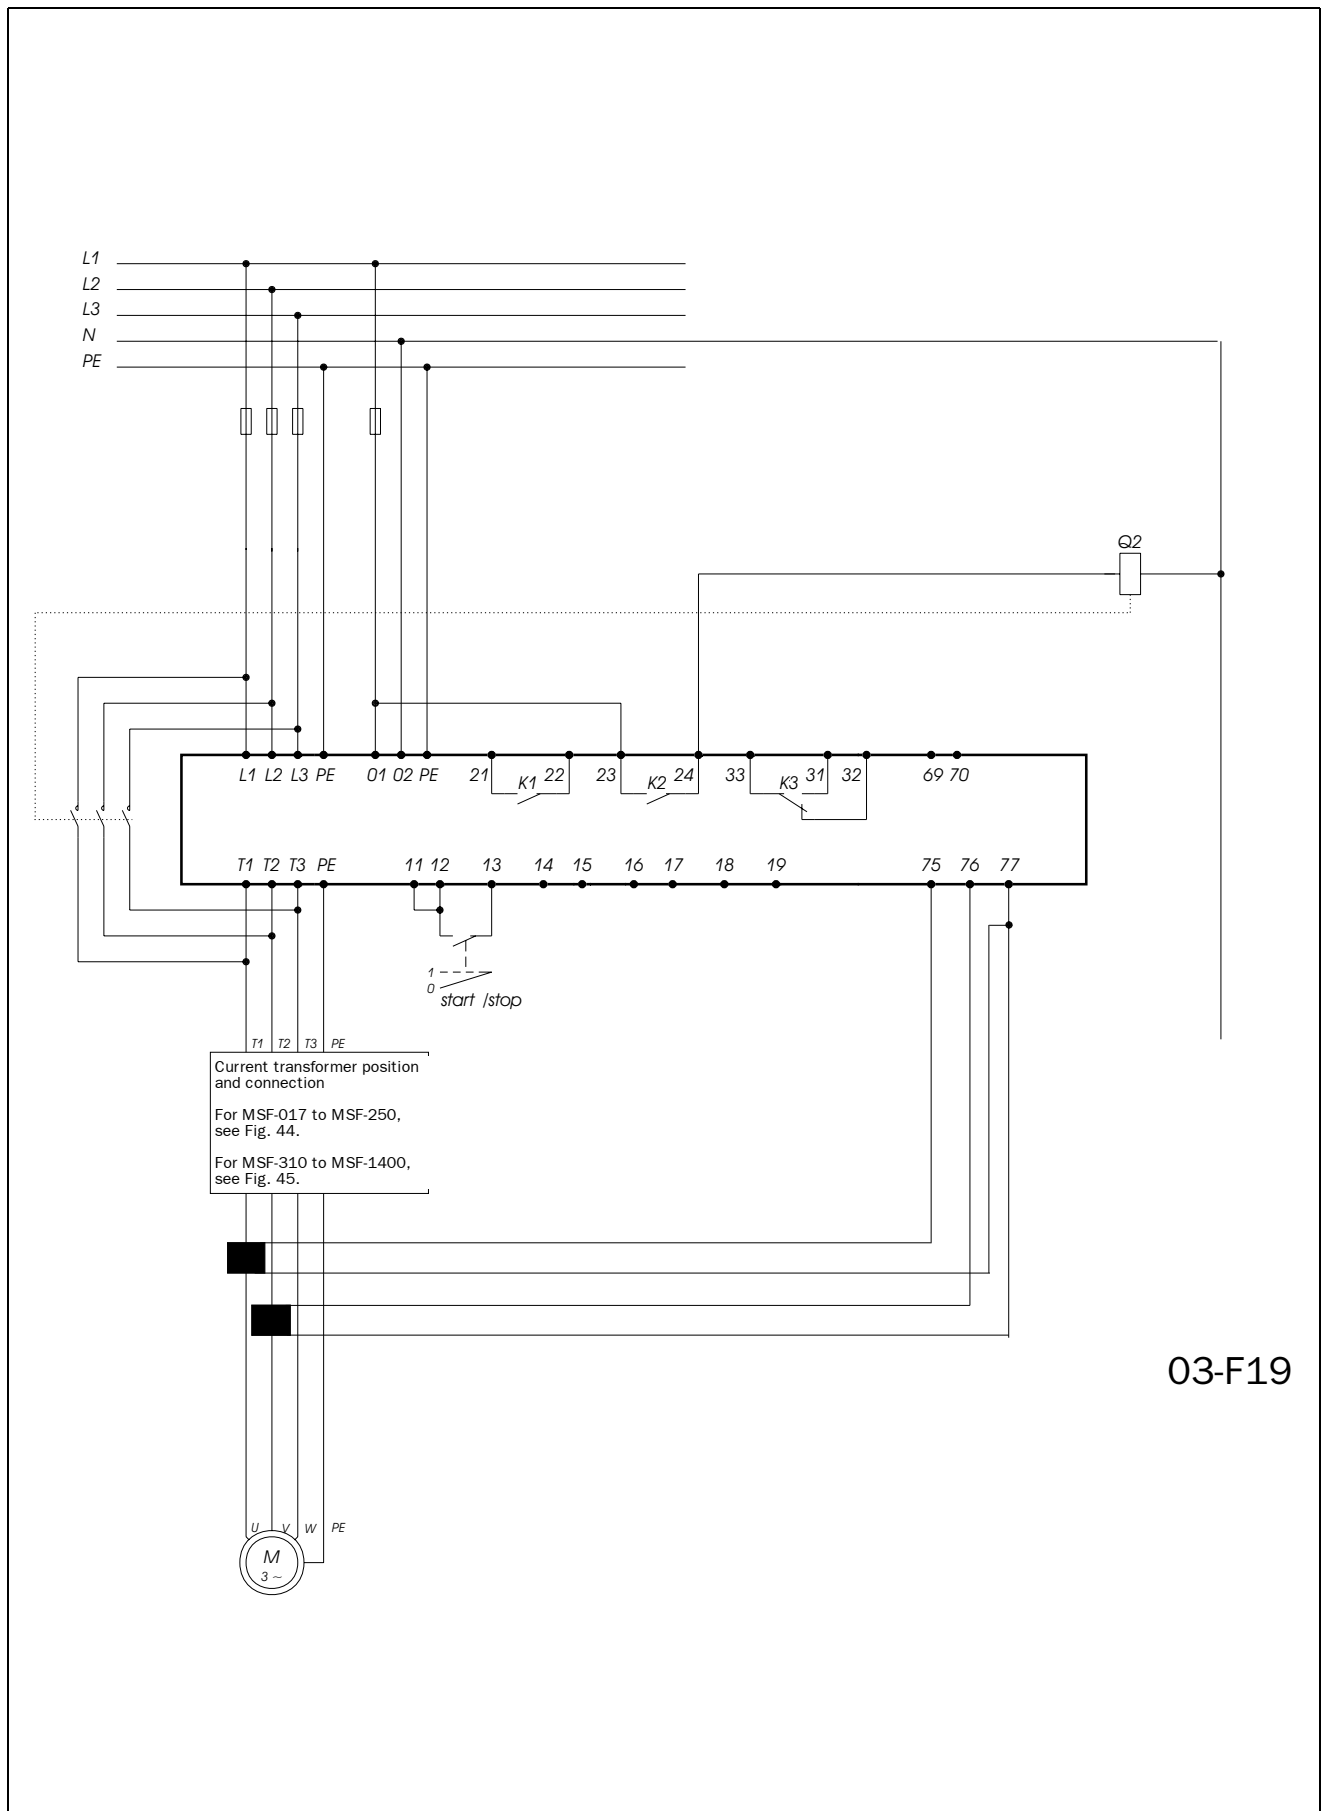 L1
L2
L3
N
PE
Q2
L1 L2 L3 PE 01 02 PE 21 K1 22 23 K2 24 33 K3 31 32 69 70
T1 T2 T3 PE 11 12 13 14 15 16 17 18 19 75 76 77
1
0
start /stop
T1 T2 T3 PE
Current transformer position
and connection
For MSF-017 to MSF-250,
see Fig. 44.
For MSF-310 to MSF-1400,
see Fig. 45.
03-F19
U V W PE
M
3 ~